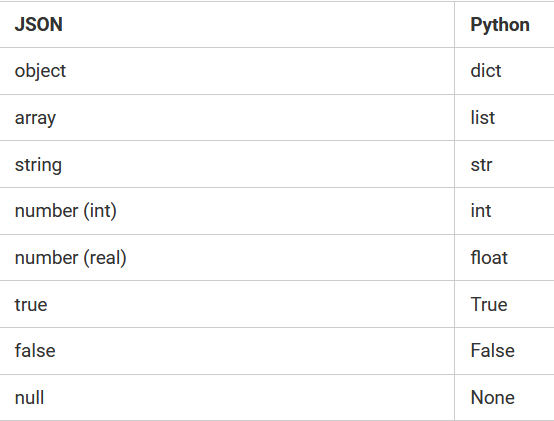 JSON Python
object dict
array list
string str
number (int) int
number (real) float
true True
false False
null None